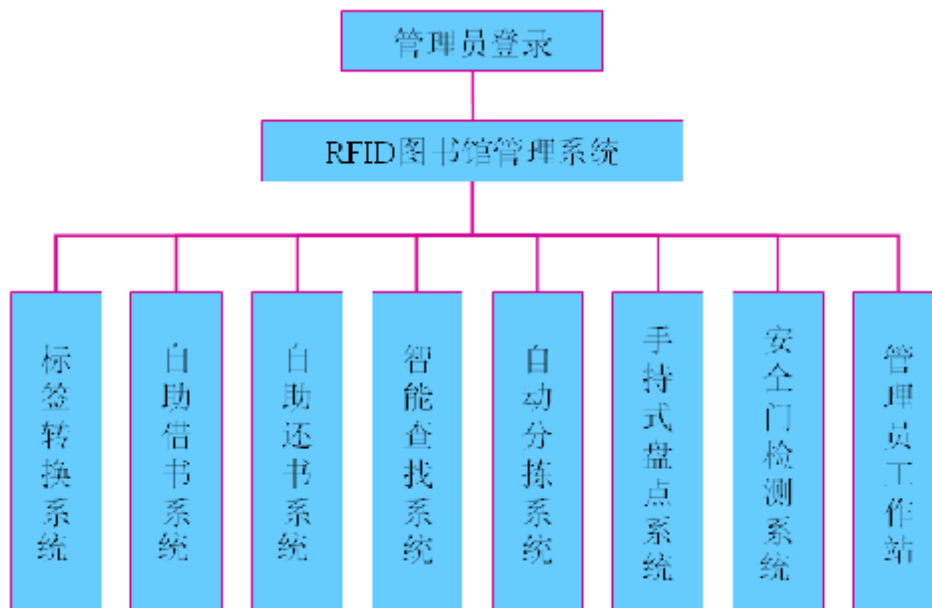 管理员登录
RFID图书馆管理系统
标签转换系统
自助借书系统
自助还书系统
智能查找系统
自动分拣系统
手持式盘点系统
安全门检测系统
管理员工作站